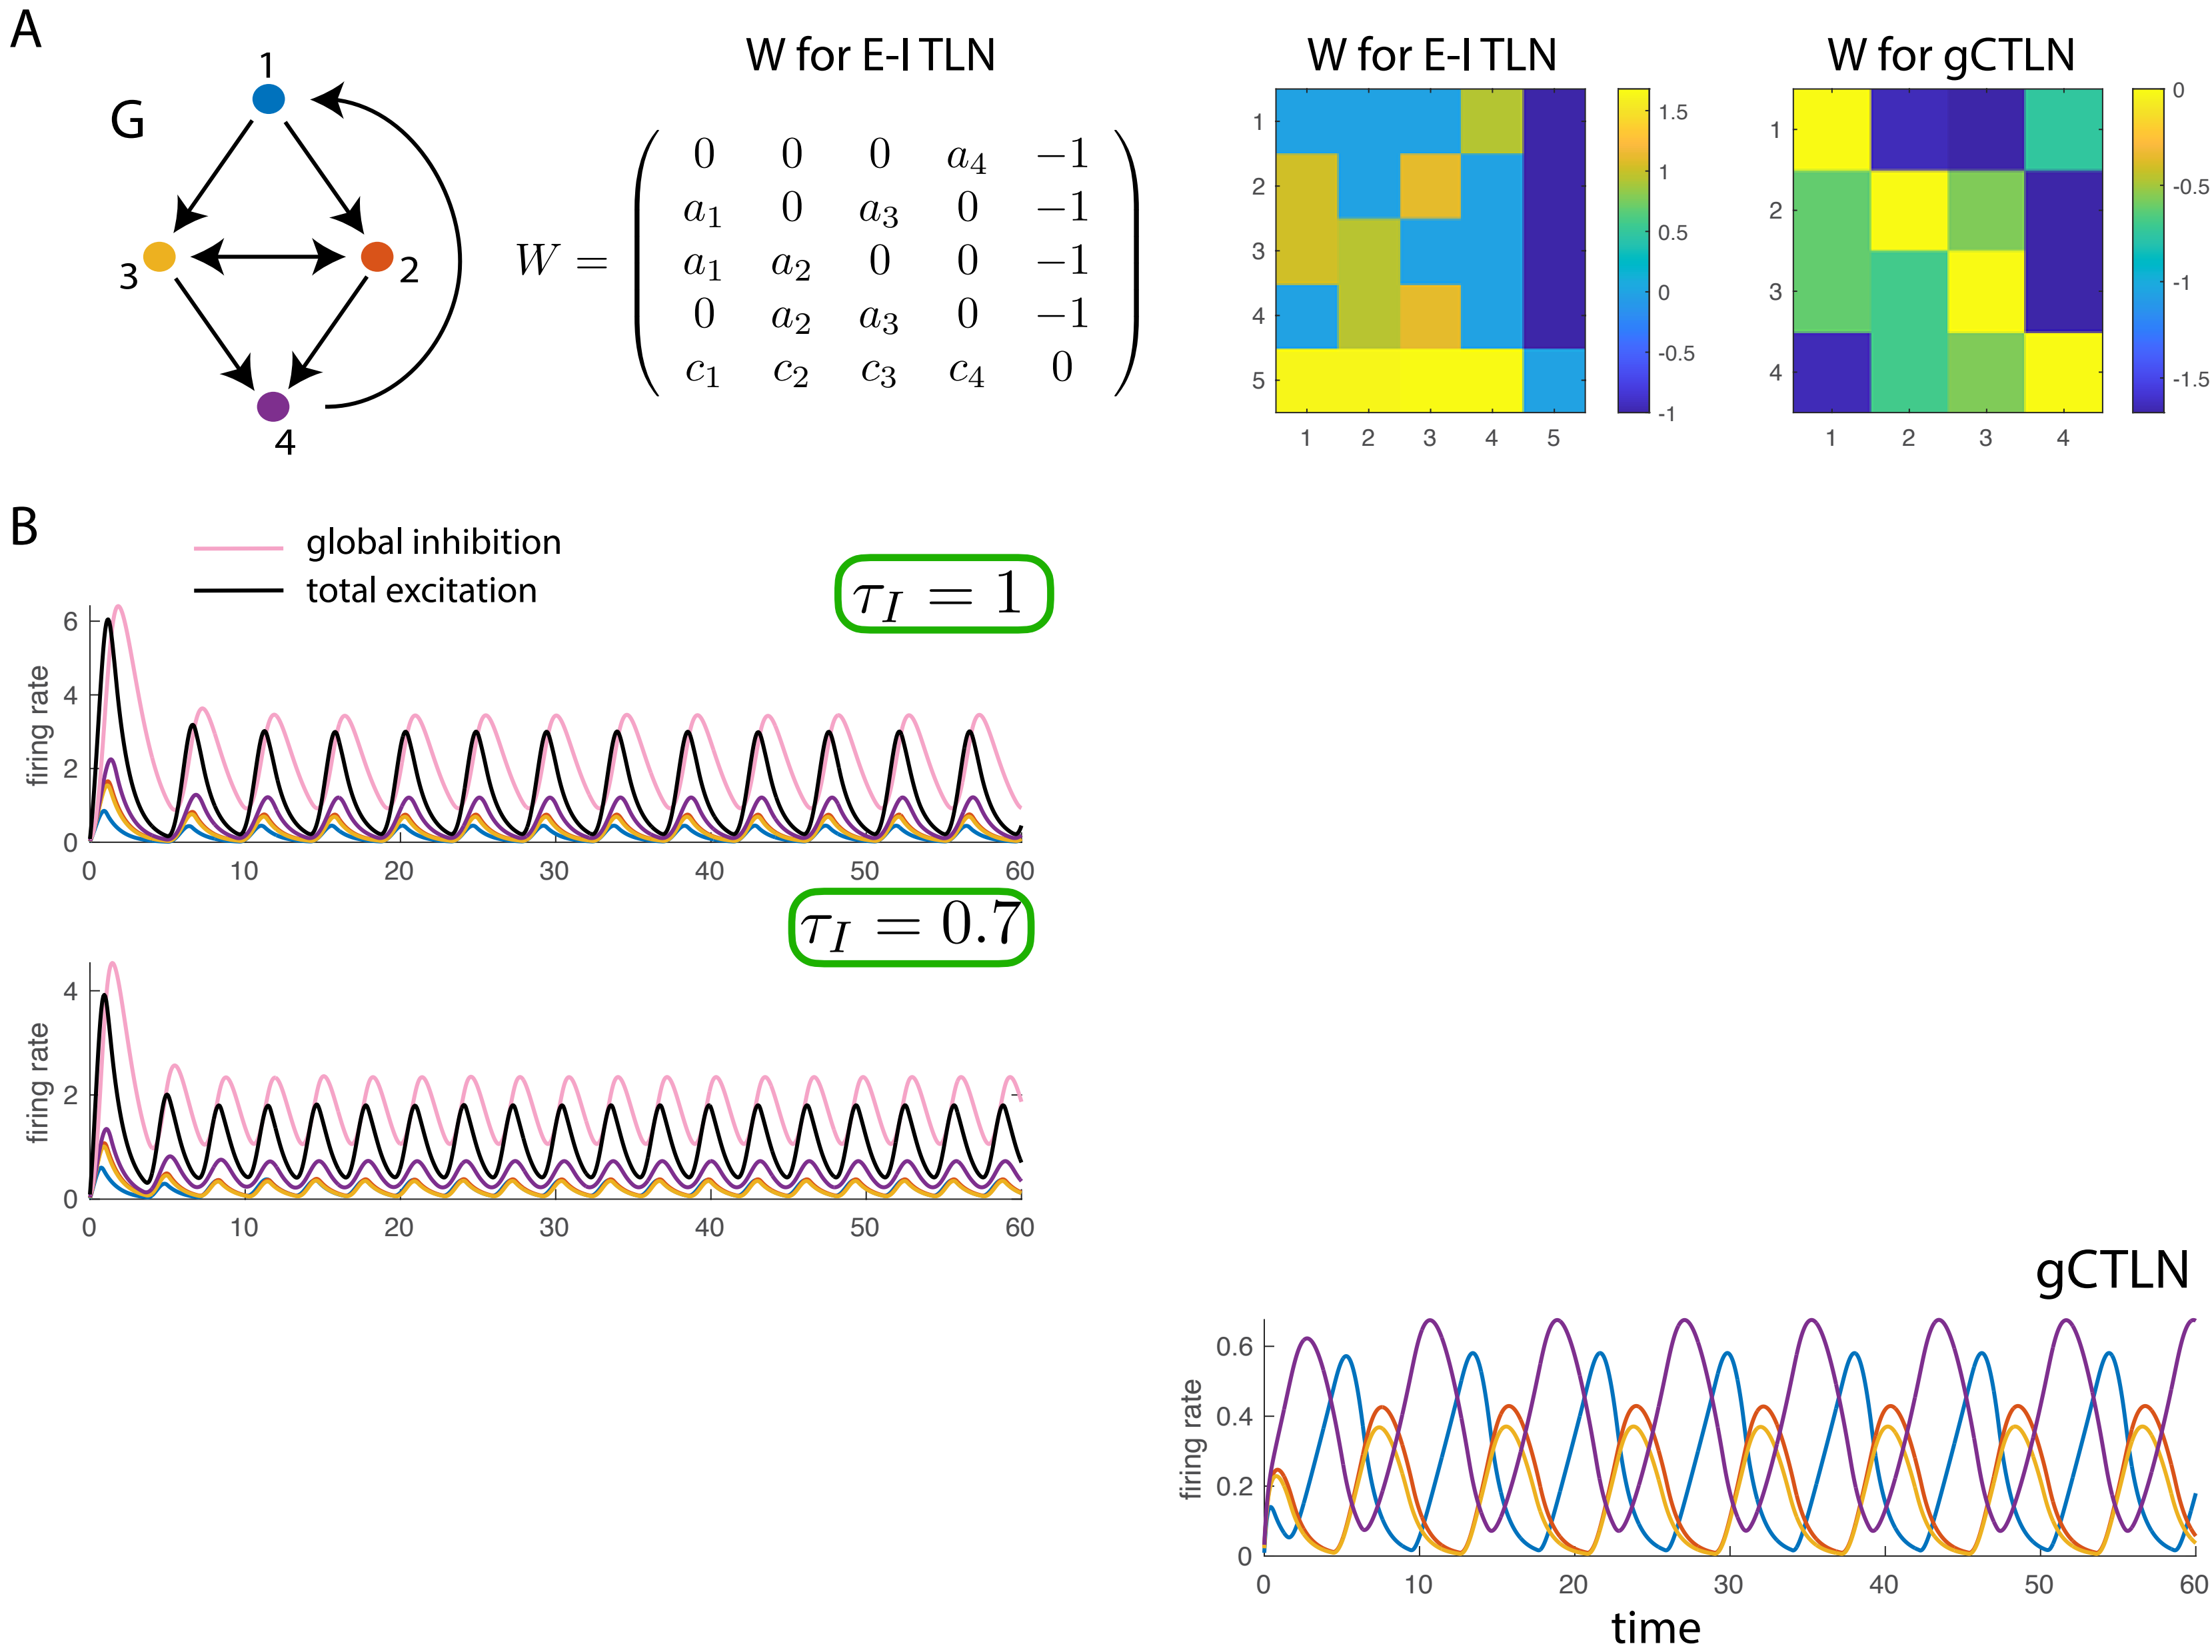 A
G
1
3
2
4
W for E-I TLN
W =
0 0 0 a₄ −1
a₁ 0 a₃ 0 −1
a₁ a₂ 0 0 −1
0 a₂ a₃ 0 −1
c₁ c₂ c₃ c₄ 0
W for E-I TLN
1
2
3
4
5
1 2 3 4 5
1.5
1
0.5
0
-0.5
-1
W for gCTLN
1
2
3
4
1 2 3 4
0
-0.5
-1
-1.5
B
global inhibition
total excitation
τ_I = 1
firing rate
6
4
2
0
0 10 20 30 40 50 60
τ_I = 0.7
firing rate
4
2
0
0 10 20 30 40 50 60
gCTLN
firing rate
0.6
0.4
0.2
0
0 10 20 30 40 50 60
time